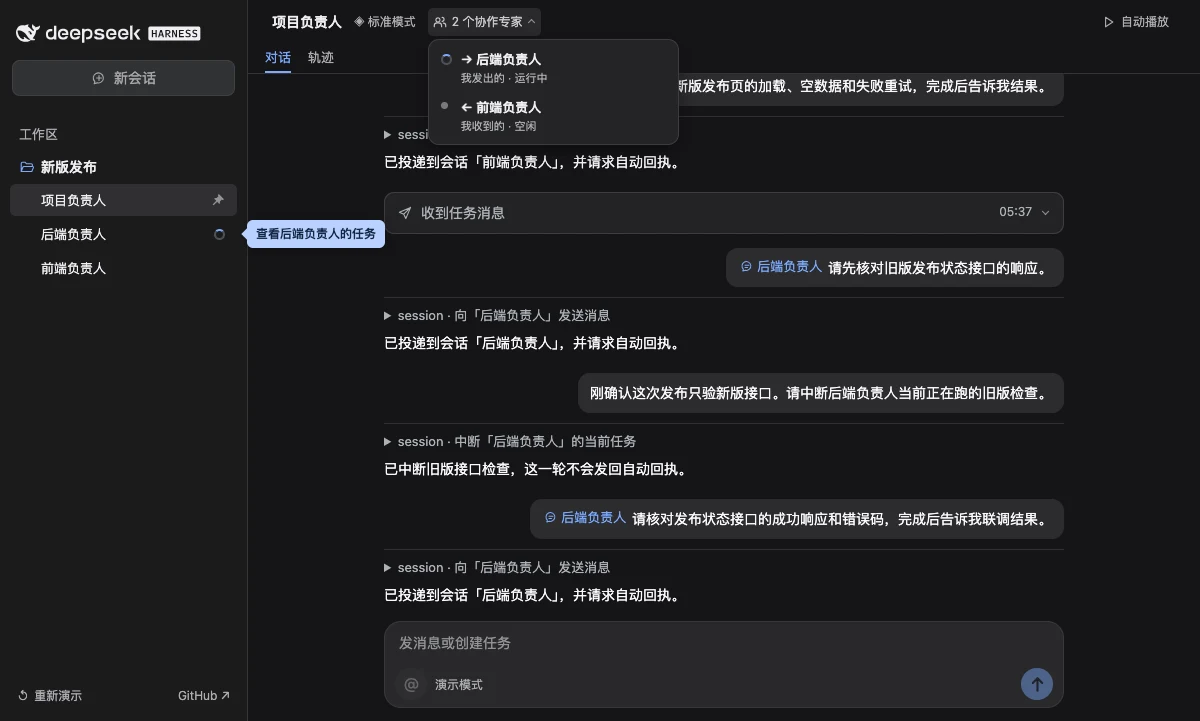 deepseek HARNESS
新会话
工作区
新版发布
项目负责人
后端负责人
前端负责人
重新演示
GitHub
查看后端负责人的任务
项目负责人
标准模式
2 个协作专家
自动播放
对话
轨迹
→ 后端负责人
我发出的 · 运行中
← 前端负责人
我收到的 · 空闲
新版发布页的加载、空数据和失败重试，完成后告诉我结果。
已投递到会话「前端负责人」，并请求自动回执。
收到任务消息
05:37
后端负责人 请先核对旧版发布状态接口的响应。
session · 向「后端负责人」发送消息
已投递到会话「后端负责人」，并请求自动回执。
刚确认这次发布只验新版接口。请中断后端负责人当前正在跑的旧版检查。
session · 中断「后端负责人」的当前任务
已中断旧版接口检查，这一轮不会发回自动回执。
后端负责人 请核对发布状态接口的成功响应和错误码，完成后告诉我联调结果。
session · 向「后端负责人」发送消息
已投递到会话「后端负责人」，并请求自动回执。
发消息或创建任务
@ 演示模式